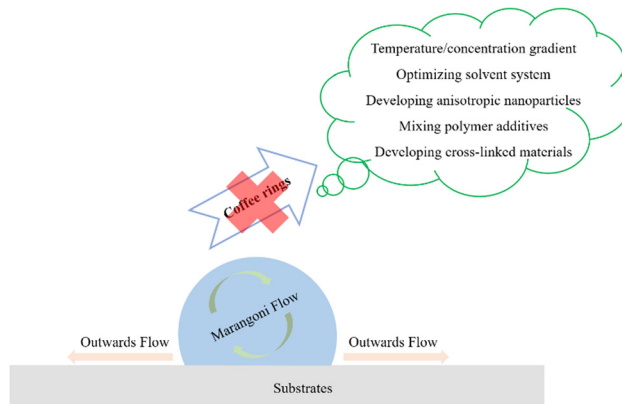 Temperature/concentration gradient
Optimizing solvent system
Developing anisotropic nanoparticles
Mixing polymer additives
Developing cross-linked materials
Coffee rings
Marangoni Flow
Outwards Flow
Outwards Flow
Substrates